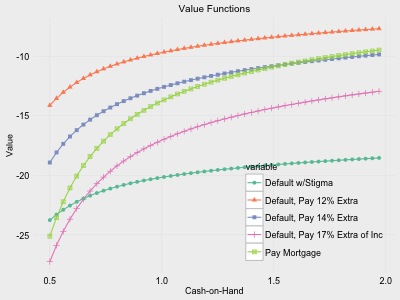 Value Functions
Value
-10
-15
-20
-25
variable
Default w/Stigma
Default, Pay 12% Extra
Default, Pay 14% Extra
Default, Pay 17% Extra of Inc
Pay Mortgage
0.5 1.0 1.5 2.0
Cash-on-Hand